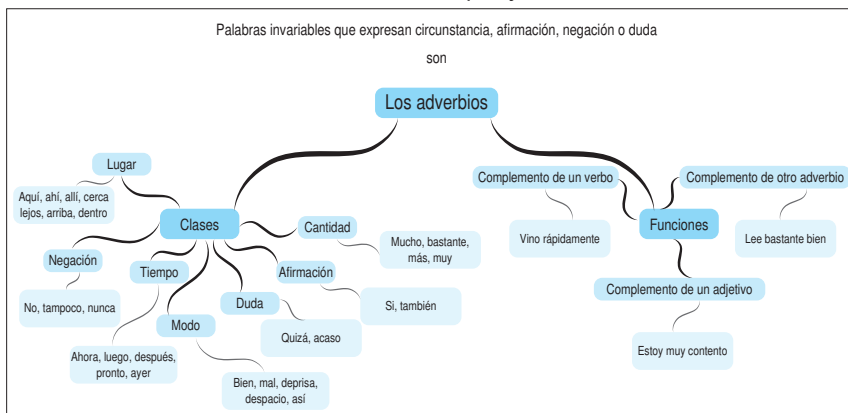 Palabras invariables que expresan circunstancia, afirmación, negación o duda
son
Los adverbios
Lugar
Aquí, ahí, allí, cerca
lejos, arriba, dentro
Clases
Negación
No, tampoco, nunca
Tiempo
Ahora, luego, después,
pronto, ayer
Modo
Bien, mal, deprisa,
despacio, así
Duda
Quizá, acaso
Afirmación
Si, también
Cantidad
Mucho, bastante,
más, muy
Funciones
Complemento de un verbo
Vino rápidamente
Complemento de otro adverbio
Lee bastante bien
Complemento de un adjetivo
Estoy muy contento